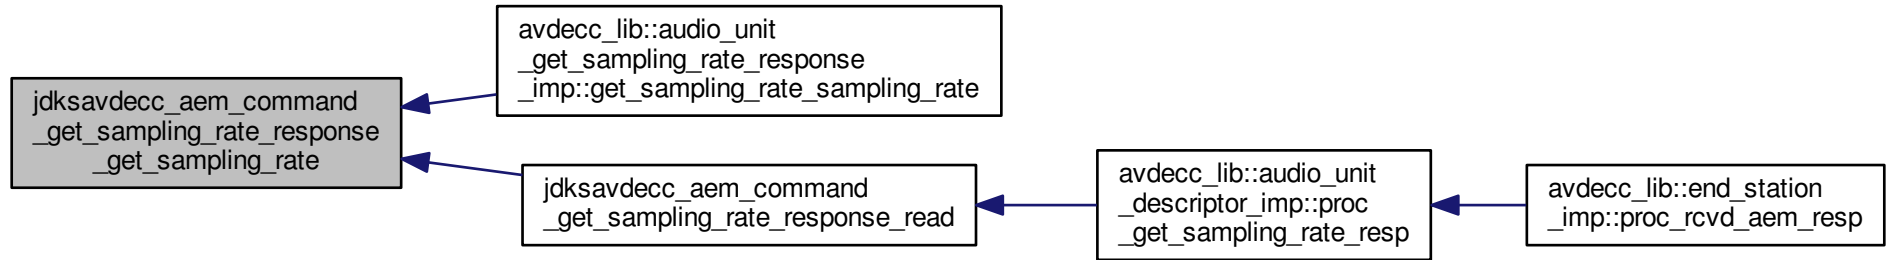 jdksavdecc_aem_command
_get_sampling_rate_response
_get_sampling_rate
avdecc_lib::audio_unit
_get_sampling_rate_response
_imp::get_sampling_rate_sampling_rate
jdksavdecc_aem_command
_get_sampling_rate_response_read
avdecc_lib::audio_unit
_descriptor_imp::proc
_get_sampling_rate_resp
avdecc_lib::end_station
_imp::proc_rcvd_aem_resp